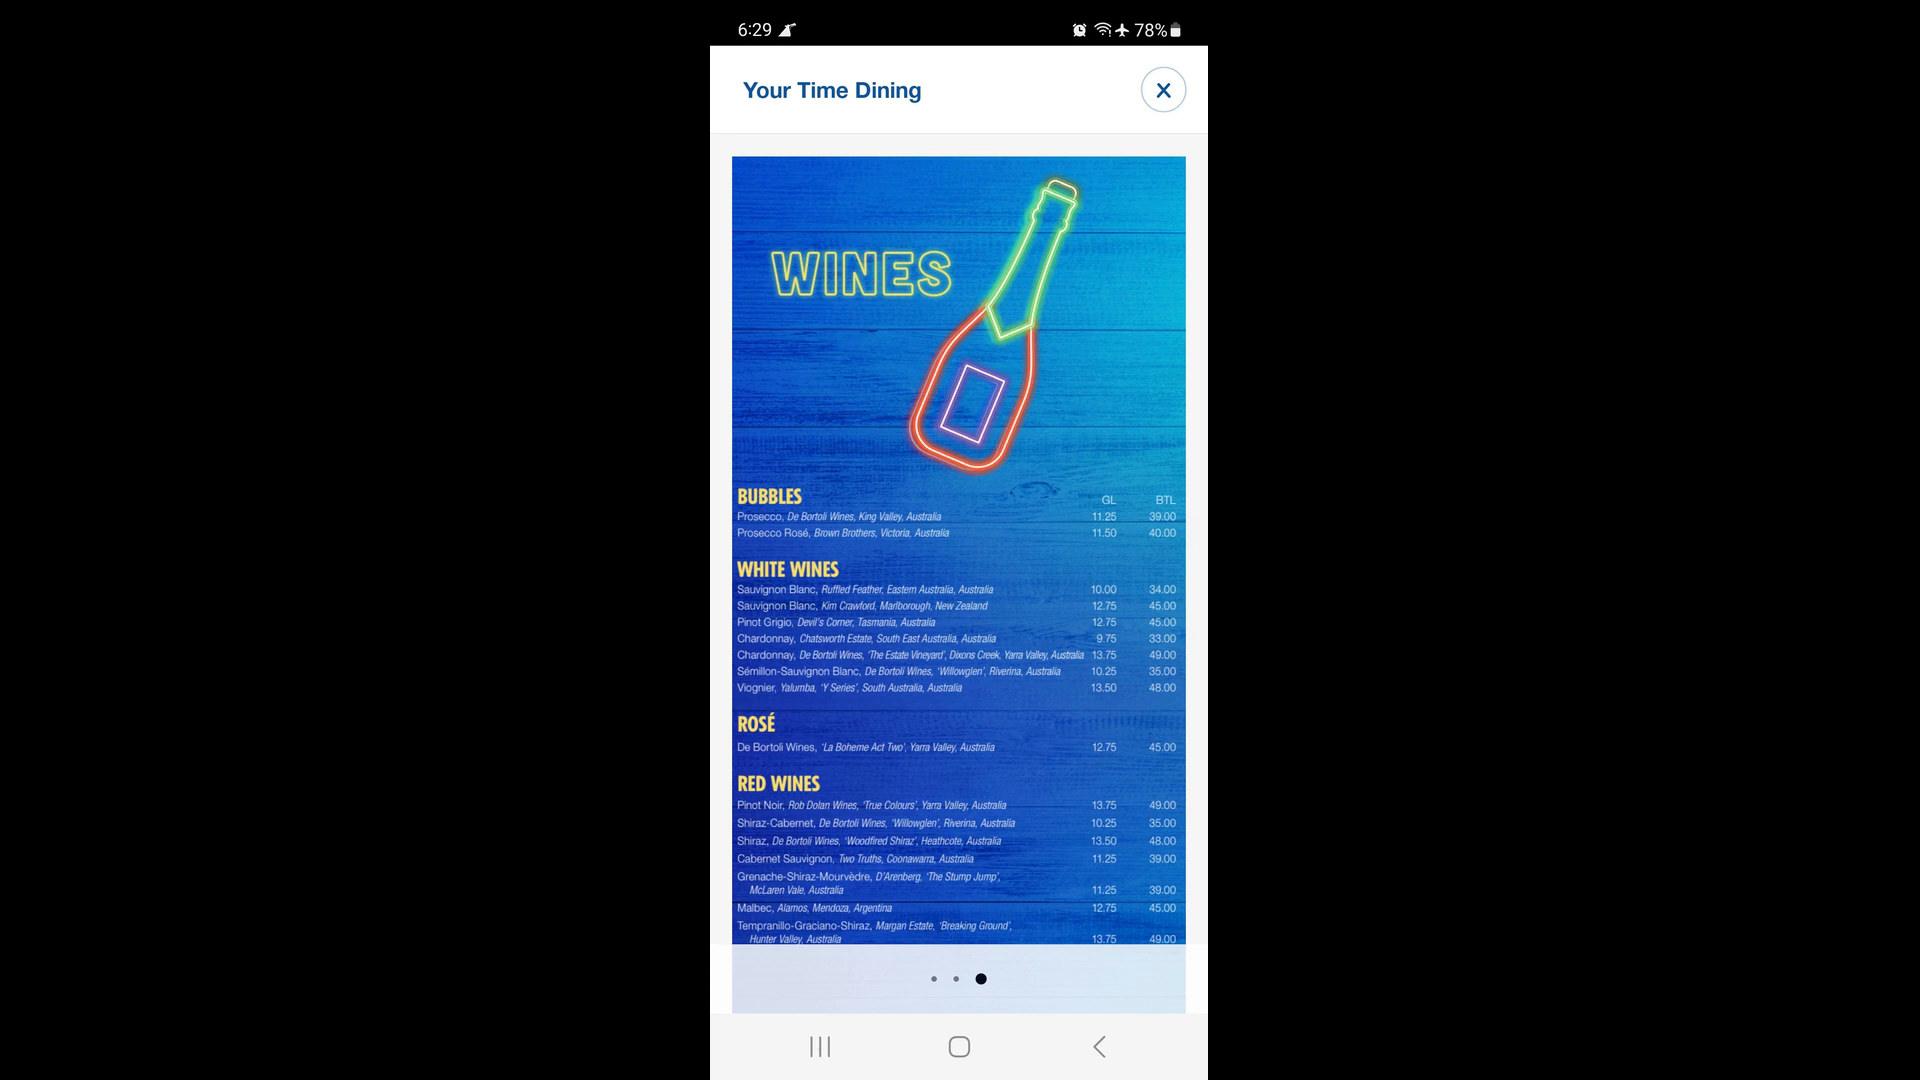 6:29
78%
Your Time Dining
WINES
BUBBLES GL BTL
Prosecco, De Bortoli Wines, King Valley, Australia 11.25 39.00
Prosecco Rosé, Brown Brothers, Victoria, Australia 11.50 40.00
WHITE WINES
Sauvignon Blanc, Ruffled Feather, Eastern Australia, Australia 10.00 34.00
Sauvignon Blanc, Kim Crawford, Marlborough, New Zealand 12.75 45.00
Pinot Grigio, Devil's Corner, Tasmania, Australia 12.75 45.00
Chardonnay, Chatsworth Estate, South East Australia, Australia 9.75 33.00
Chardonnay, De Bortoli Wines, ‘The Estate Vineyard’, Dixons Creek, Yarra Valley, Australia 13.75 49.00
Sémillon-Sauvignon Blanc, De Bortoli Wines, ‘Willowglen’, Riverina, Australia 10.25 35.00
Viognier, Yalumba, ‘Y Series’, South Australia, Australia 13.50 48.00
ROSÉ
De Bortoli Wines, ‘La Boheme Act Two’, Yarra Valley, Australia 12.75 45.00
RED WINES
Pinot Noir, Rob Dolan Wines, ‘True Colours’, Yarra Valley, Australia 13.75 49.00
Shiraz-Cabernet, De Bortoli Wines, ‘Willowglen’, Riverina, Australia 10.25 35.00
Shiraz, De Bortoli Wines, ‘Woodfired Shiraz’, Heathcote, Australia 13.50 48.00
Cabernet Sauvignon, Two Truths, Coonawarra, Australia 11.25 39.00
Grenache-Shiraz-Mourvèdre, D'Arenberg, ‘The Stump Jump’,
McLaren Vale, Australia 11.25 39.00
Malbec, Alamos, Mendoza, Argentina 12.75 45.00
Tempranillo-Graciano-Shiraz, Margan Estate, ‘Breaking Ground’,
Hunter Valley, Australia 13.75 49.00